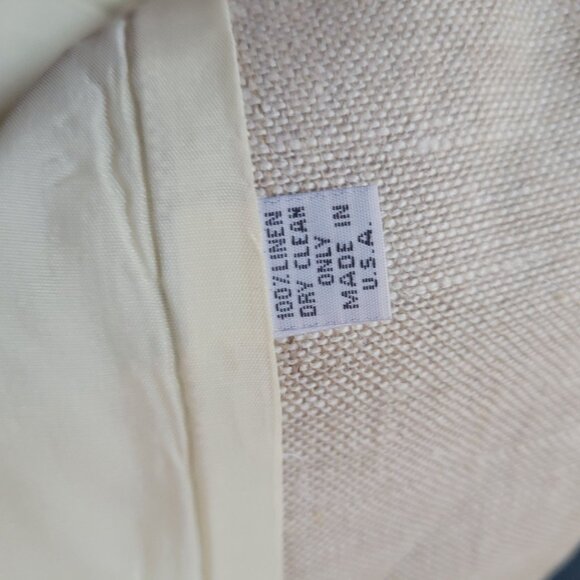 100% LINEN
DRY CLEAN
ONLY
MADE IN
U.S.A.